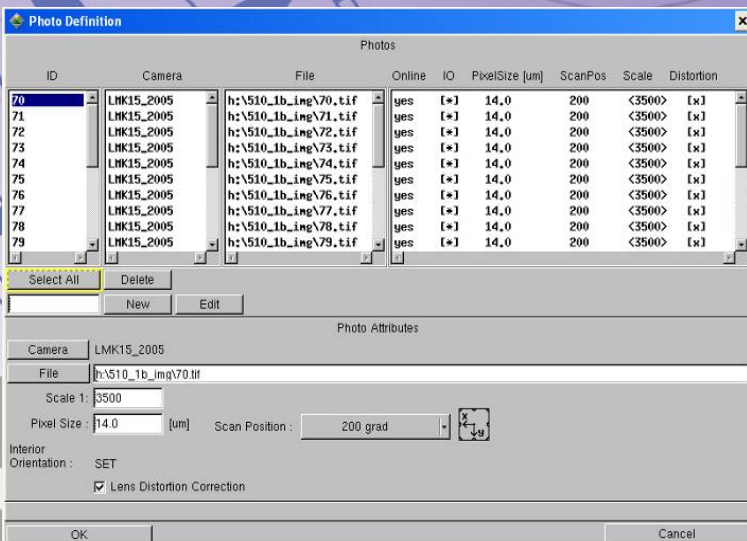 Photo Definition
Photos
ID Camera File Online IO PixelSize [um] ScanPos Scale Distortion
70 LMK15_2005 h:\510_1b_img\70.tif yes [*] 14.0 200 <3500> [x]
71 LMK15_2005 h:\510_1b_img\71.tif yes [*] 14.0 200 <3500> [x]
72 LMK15_2005 h:\510_1b_img\72.tif yes [*] 14.0 200 <3500> [x]
73 LMK15_2005 h:\510_1b_img\73.tif yes [*] 14.0 200 <3500> [x]
74 LMK15_2005 h:\510_1b_img\74.tif yes [*] 14.0 200 <3500> [x]
75 LMK15_2005 h:\510_1b_img\75.tif yes [*] 14.0 200 <3500> [x]
76 LMK15_2005 h:\510_1b_img\76.tif yes [*] 14.0 200 <3500> [x]
77 LMK15_2005 h:\510_1b_img\77.tif yes [*] 14.0 200 <3500> [x]
78 LMK15_2005 h:\510_1b_img\78.tif yes [*] 14.0 200 <3500> [x]
79 LMK15_2005 h:\510_1b_img\79.tif yes [*] 14.0 200 <3500> [x]
Select All Delete
New Edit
Photo Attributes
Camera LMK15_2005
File h:\510_1b_img\70.tif
Scale 1: 3500
Pixel Size : 14.0 [um] Scan Position : 200 grad x y
Interior
Orientation : SET
Lens Distortion Correction
OK Cancel